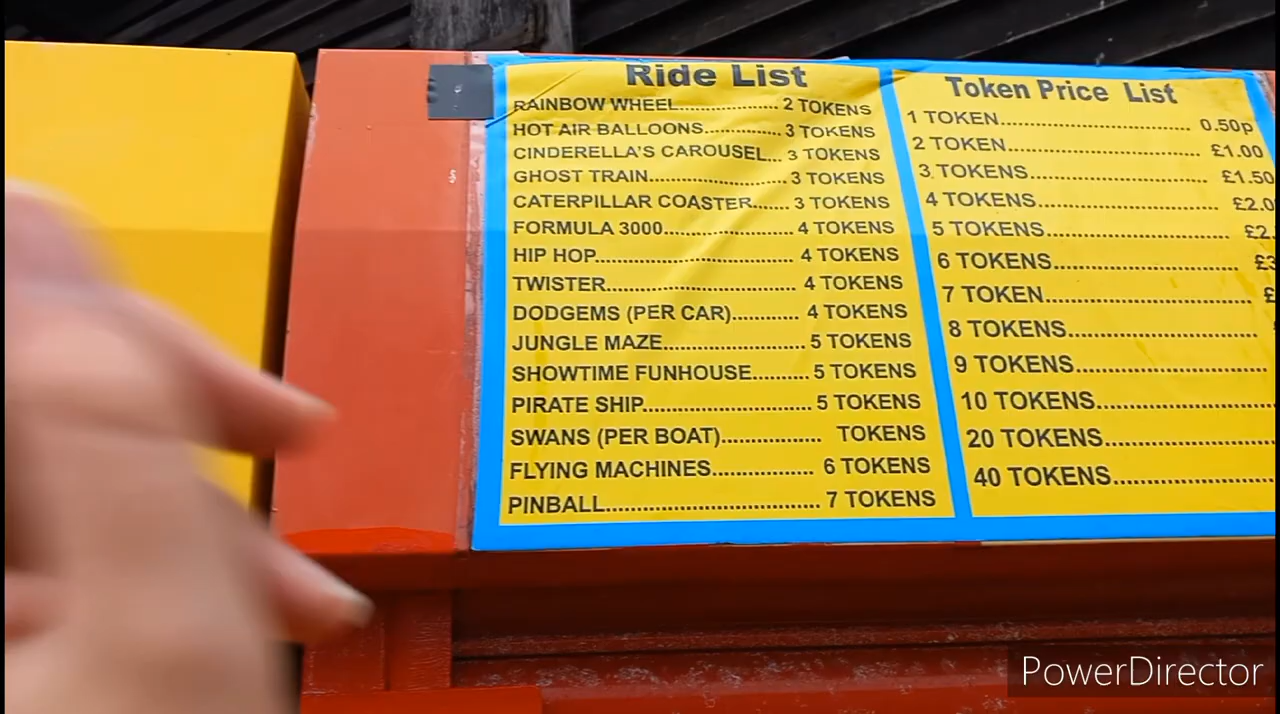 Ride List
RAINBOW WHEEL.................... 2 TOKENS
HOT AIR BALLOONS............... 3 TOKENS
CINDERELLA'S CAROUSEL... 3 TOKENS
GHOST TRAIN........................... 3 TOKENS
CATERPILLAR COASTER....... 3 TOKENS
FORMULA 3000......................... 4 TOKENS
HIP HOP....................................... 4 TOKENS
TWISTER..................................... 4 TOKENS
DODGEMS (PER CAR)............. 4 TOKENS
JUNGLE MAZE........................... 5 TOKENS
SHOWTIME FUNHOUSE.......... 5 TOKENS
PIRATE SHIP............................... 5 TOKENS
SWANS (PER BOAT)................... TOKENS
FLYING MACHINES................... 6 TOKENS
PINBALL....................................... 7 TOKENS
Token Price List
1 TOKEN.................................. 0.50p
2 TOKEN.................................. £1.00
3 TOKENS................................ £1.50
4 TOKENS................................ £2.0
5 TOKENS................................ £2.
6 TOKENS................................ £3
7 TOKEN.................................. £
8 TOKENS................................
9 TOKENS................................
10 TOKENS..............................
20 TOKENS..............................
40 TOKENS..............................
PowerDirector